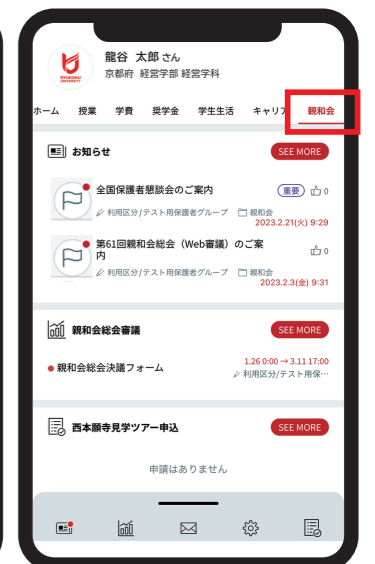 龍谷 太郎 さん
京都府 経営学部 経営学科
RYUKOKU
UNIVERSITY
ホーム 授業 学費 奨学金 学生生活 キャリア 親和会
お知らせ SEE MORE
全国保護者懇談会のご案内 重要 0
利用区分/テスト用保護者グループ 親和会
2023.2.21(火) 9:29
第61回親和会総会（Web審議）のご案
内 0
利用区分/テスト用保護者グループ 親和会
2023.2.3(金) 9:31
親和会総会審議 SEE MORE
親和会総会決議フォーム 1.26 0:00 → 3.11 17:00
利用区分/テスト用保…
西本願寺見学ツアー申込 SEE MORE
申請はありません